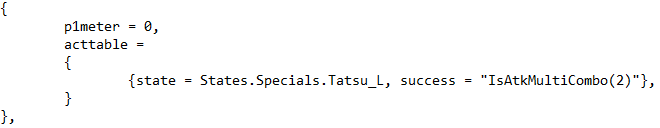 {
        p1meter = 0,
        acttable =
        {
                {state = States.Specials.Tatsu_L, success = "IsAtkMultiCombo(2)"},
        }
},